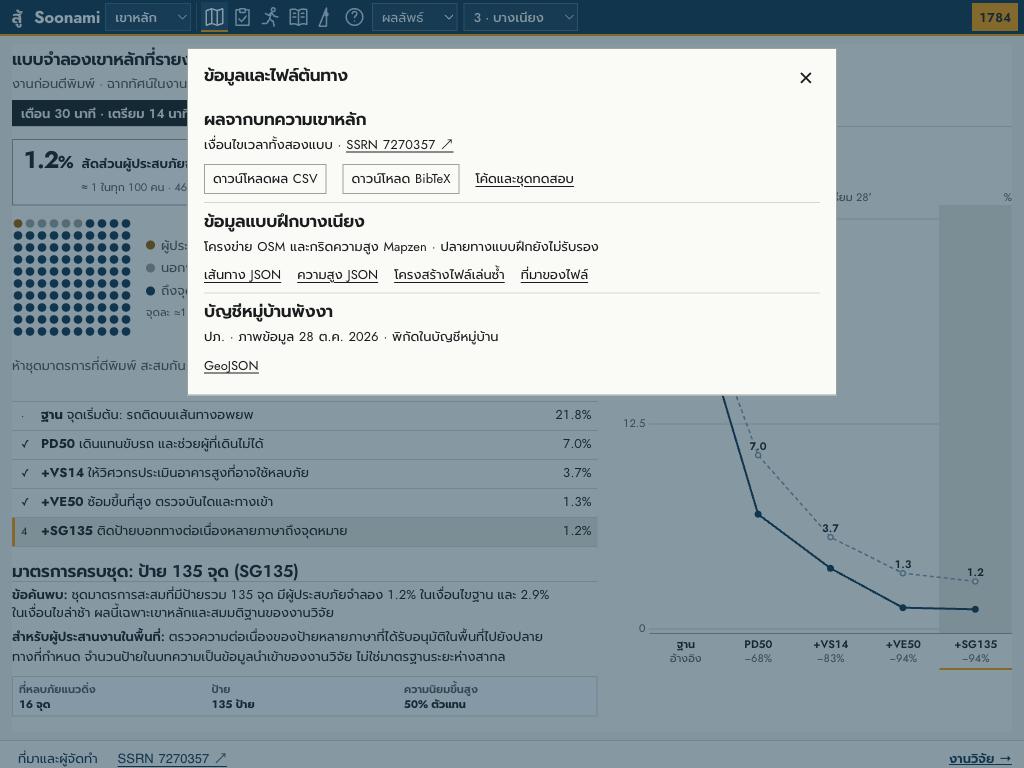 สู้ Soonami เขาหลัก ผลลัพธ์ 3 · บางเนียง 1784
แบบจำลองเขาหลักที่ราย
งานก่อนตีพิมพ์ · ฉากทัศน์ในงาน
เตือน 30 นาที · เตรียม 14 นาที
1.2% สัดส่วนผู้ประสบภัย
≈ 1 ในทุก 100 คน · 46
ผู้ประ
นอก
ถึงจุด
จุดละ ≈1
ห้าชุดมาตรการที่ตีพิมพ์ สะสมกัน
ข้อมูลและไฟล์ต้นทาง ✕
ผลจากบทความเขาหลัก
เงื่อนไขเวลาทั้งสองแบบ · SSRN 7270357 ↗
ดาวน์โหลดผล CSV ดาวน์โหลด BibTeX โค้ดและชุดทดสอบ
ข้อมูลแบบฝึกบางเนียง
โครงข่าย OSM และกริดความสูง Mapzen · ปลายทางแบบฝึกยังไม่รับรอง
เส้นทาง JSON ความสูง JSON โครงสร้างไฟล์เล่นซ้ำ ที่มาของไฟล์
บัญชีหมู่บ้านพังงา
ปภ. · ภาพข้อมูล 28 ต.ค. 2026 · พิกัดในบัญชีหมู่บ้าน
GeoJSON
· ฐาน จุดเริ่มต้น: รถติดบนเส้นทางอพยพ 21.8%
✓ PD50 เดินแทนขับรถ และช่วยผู้ที่เดินไม่ได้ 7.0%
✓ +VS14 ให้วิศวกรประเมินอาคารสูงที่อาจใช้หลบภัย 3.7%
✓ +VE50 ซ้อมขึ้นที่สูง ตรวจบันไดและทางเข้า 1.3%
4 +SG135 ติดป้ายบอกทางต่อเนื่องหลายภาษาถึงจุดหมาย 1.2%
มาตรการครบชุด: ป้าย 135 จุด (SG135)
ข้อค้นพบ: ชุดมาตรการสะสมที่มีป้ายรวม 135 จุด มีผู้ประสบภัยจำลอง 1.2% ในเงื่อนไขฐาน และ 2.9%
ในเงื่อนไขล่าช้า ผลนี้เฉพาะเขาหลักและสมมติฐานของงานวิจัย
สำหรับผู้ประสานงานในพื้นที่: ตรวจความต่อเนื่องของป้ายหลายภาษาที่ได้รับอนุมัติในพื้นที่ไปยังปลาย
ทางที่กำหนด จำนวนป้ายในบทความเป็นข้อมูลนำเข้าของงานวิจัย ไม่ใช่มาตรฐานระยะห่างสากล
ที่หลบภัยแนวดิ่ง ป้าย ความนิยมขึ้นสูง
16 จุด 135 ป้าย 50% ตัวแทน
รียม 28′ %
12.5
7.0
3.7
1.3
1.2
0
ฐาน PD50 +VS14 +VE50 +SG135
อ้างอิง −68% −83% −94% −94%
ที่มาและผู้จัดทำ SSRN 7270357 ↗ งานวิจัย →